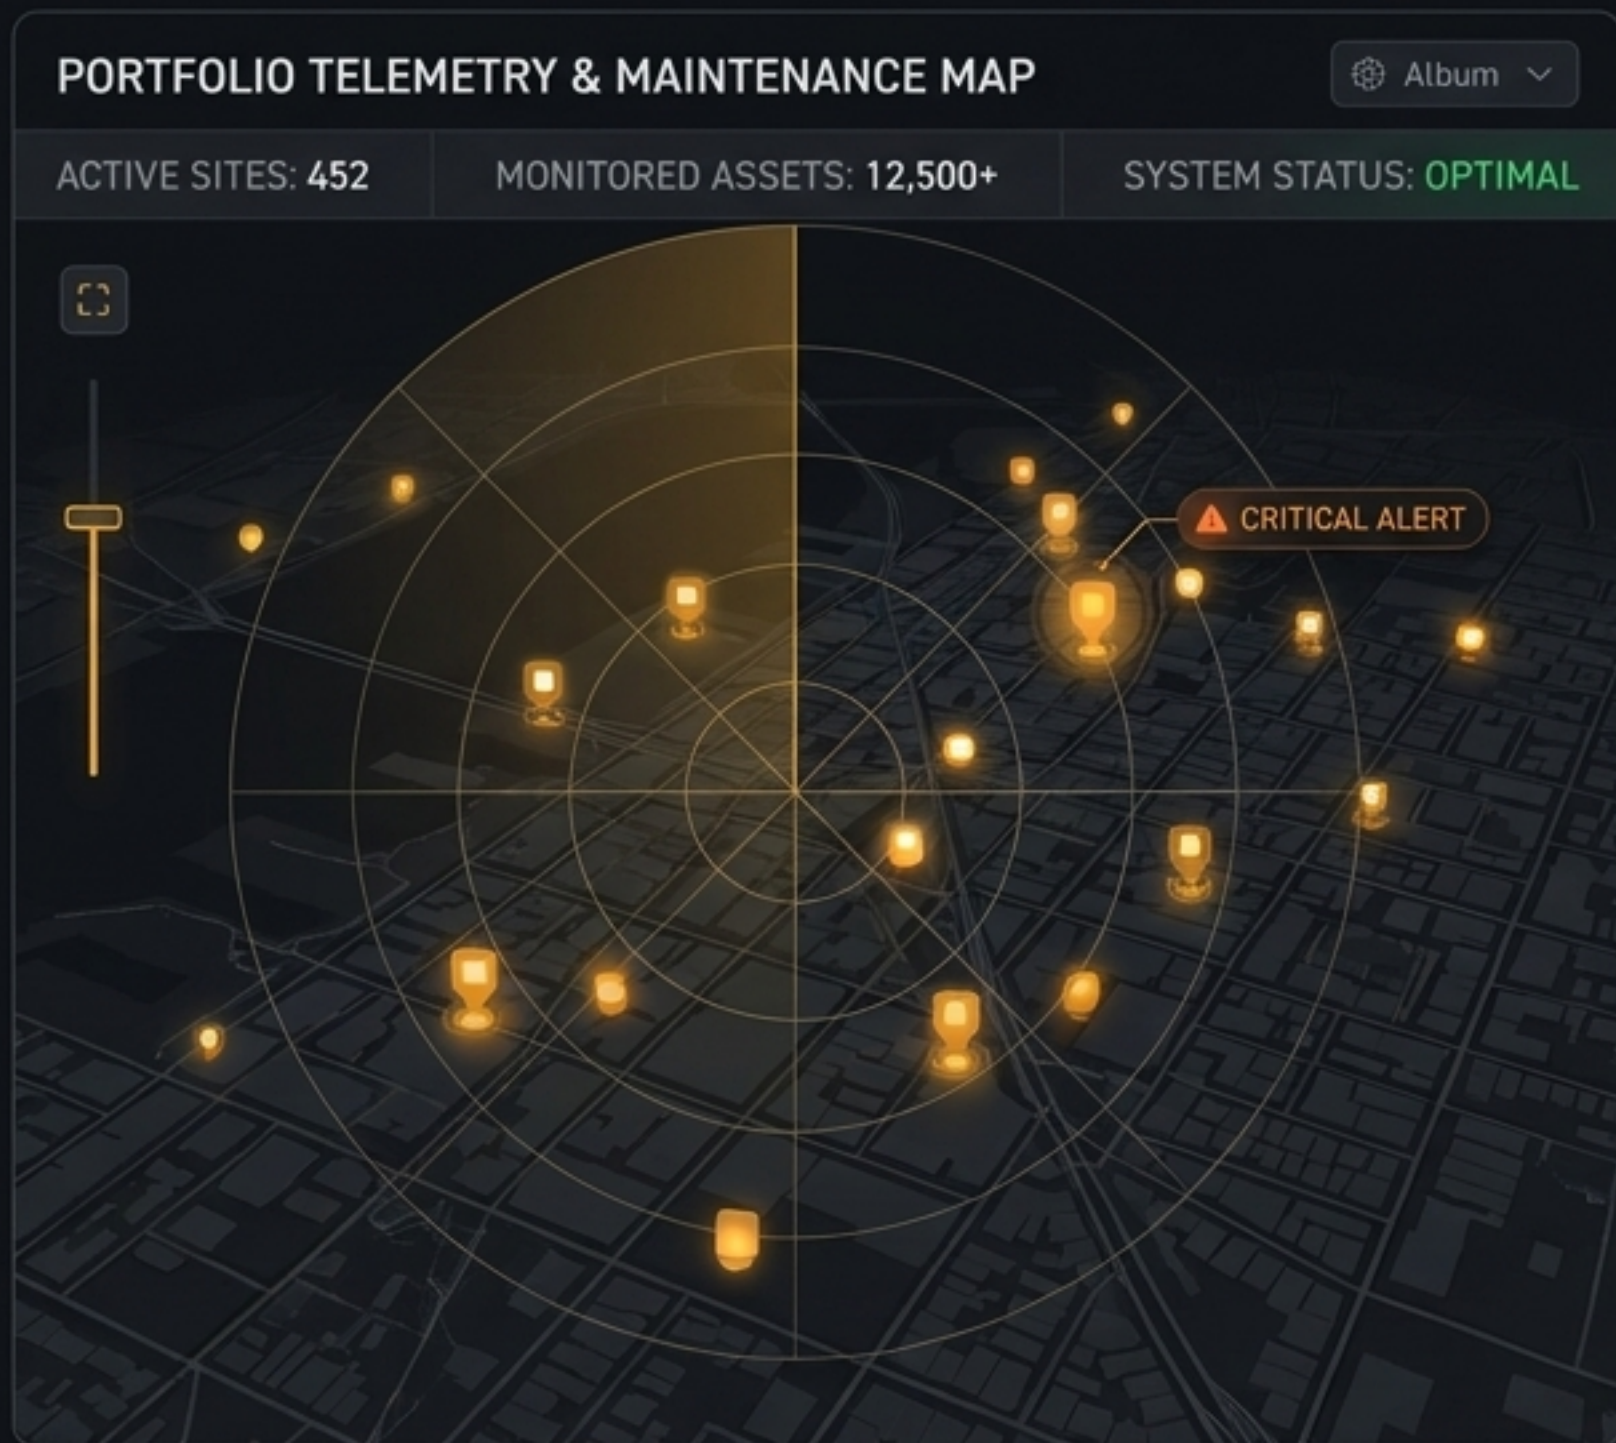 PORTFOLIO TELEMETRY & MAINTENANCE MAP
Album
ACTIVE SITES: 452
MONITORED ASSETS: 12,500+
SYSTEM STATUS: OPTIMAL
CRITICAL ALERT